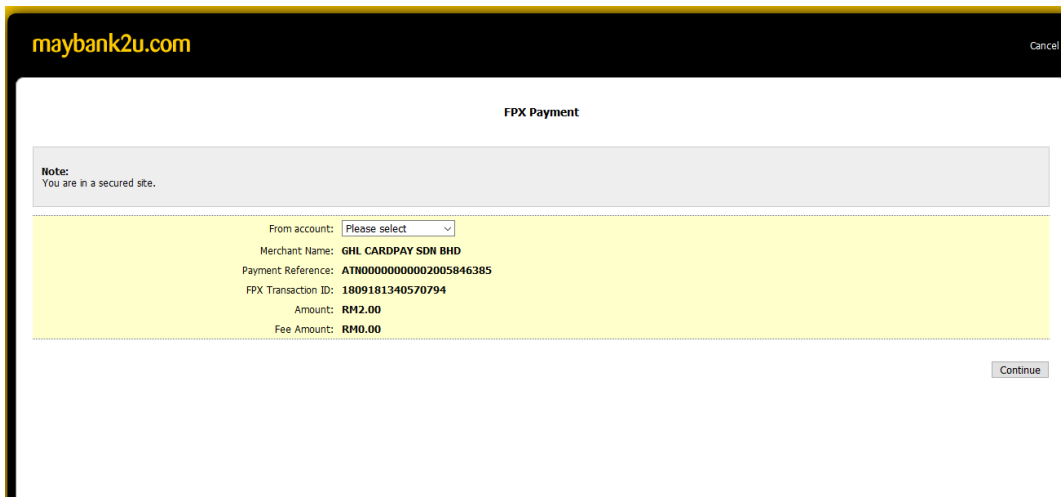 maybank2u.com
Cancel
FPX Payment
Note:
You are in a secured site.
From account: Please select
Merchant Name: GHL CARDPAY SDN BHD
Payment Reference: ATN00000000002005846385
FPX Transaction ID: 1809181340570794
Amount: RM2.00
Fee Amount: RM0.00
Continue